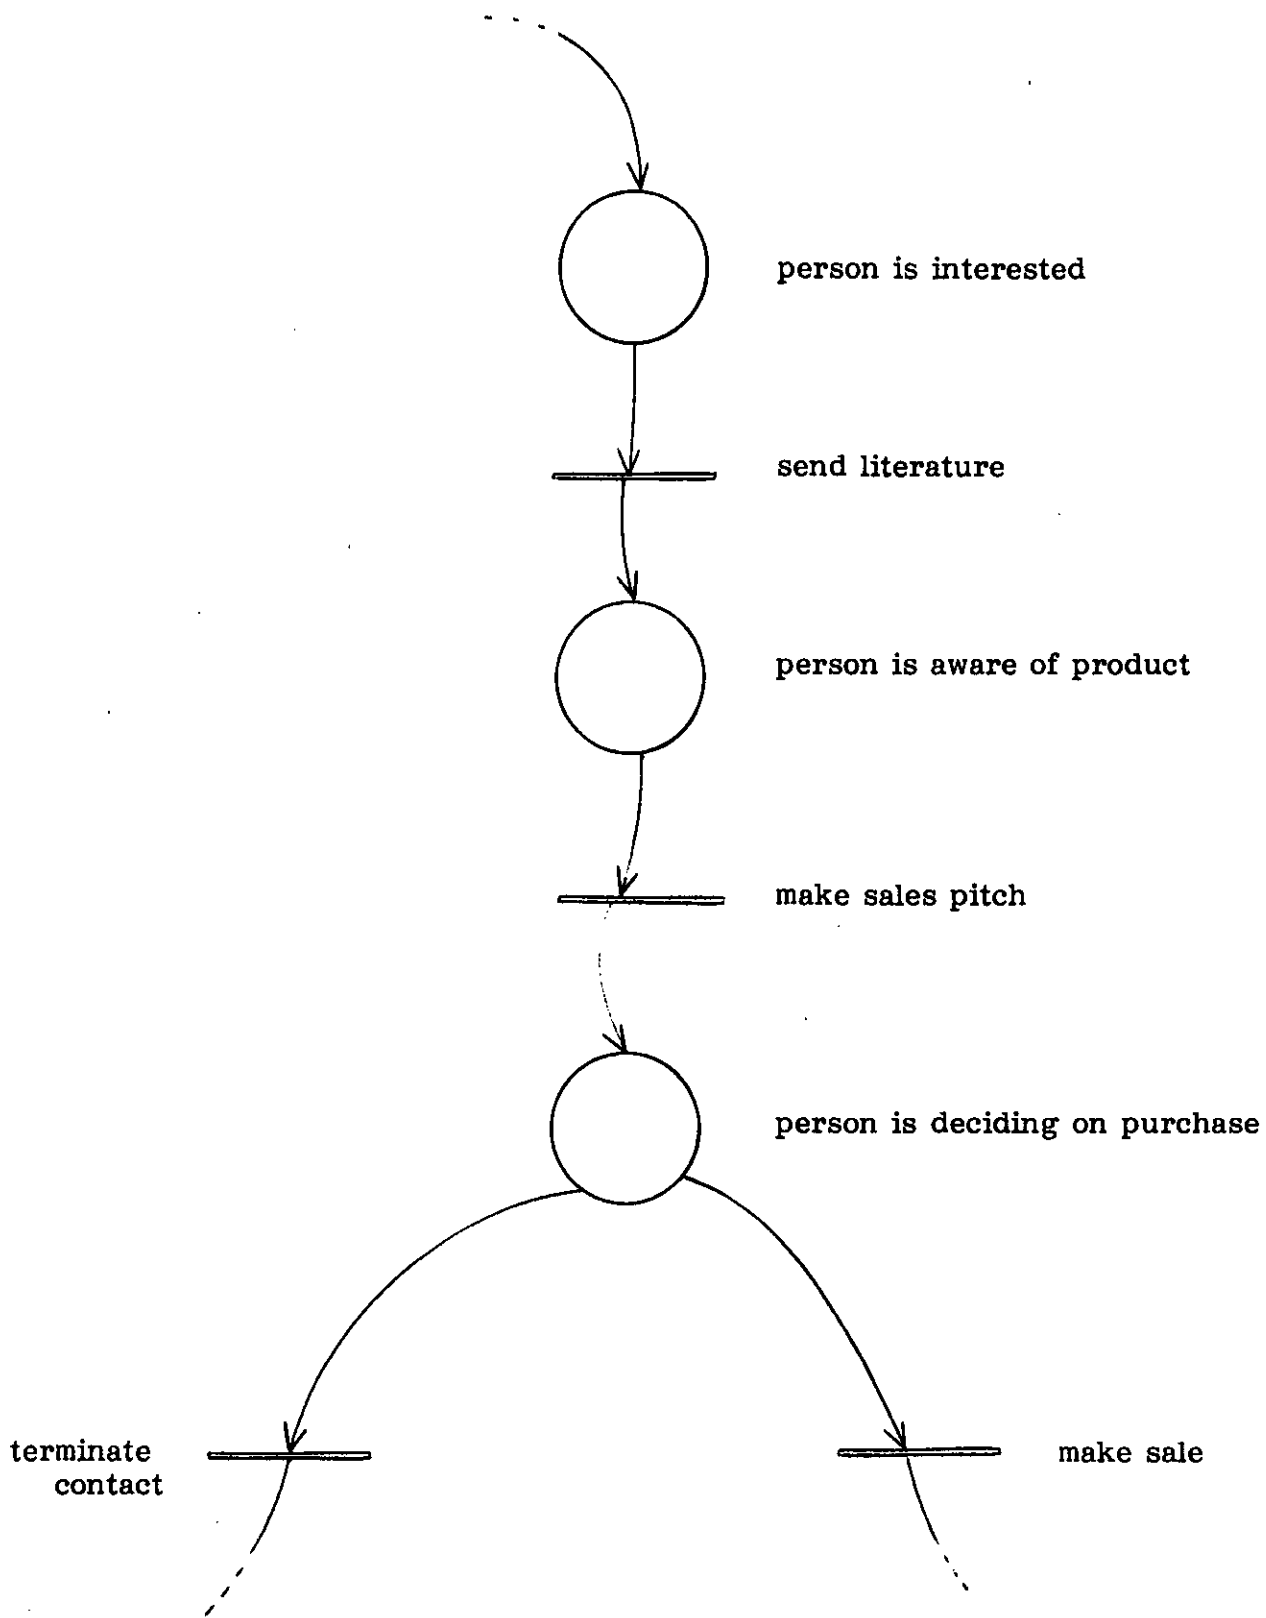 person is interested
send literature
person is aware of product
make sales pitch
person is deciding on purchase
terminate
contact
make sale